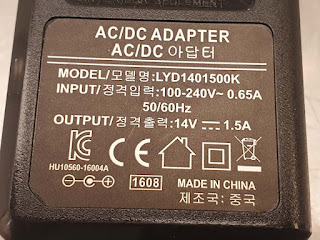 AC/DC ADAPTER
AC/DC 아답터
MODEL/모델명:LYD1401500K
INPUT/정격입력:100-240V~ 0.65A
50/60Hz
OUTPUT/정격출력:14V ⎓ 1.5A
HU10560-16004A
1608 MADE IN CHINA
제조국: 중국